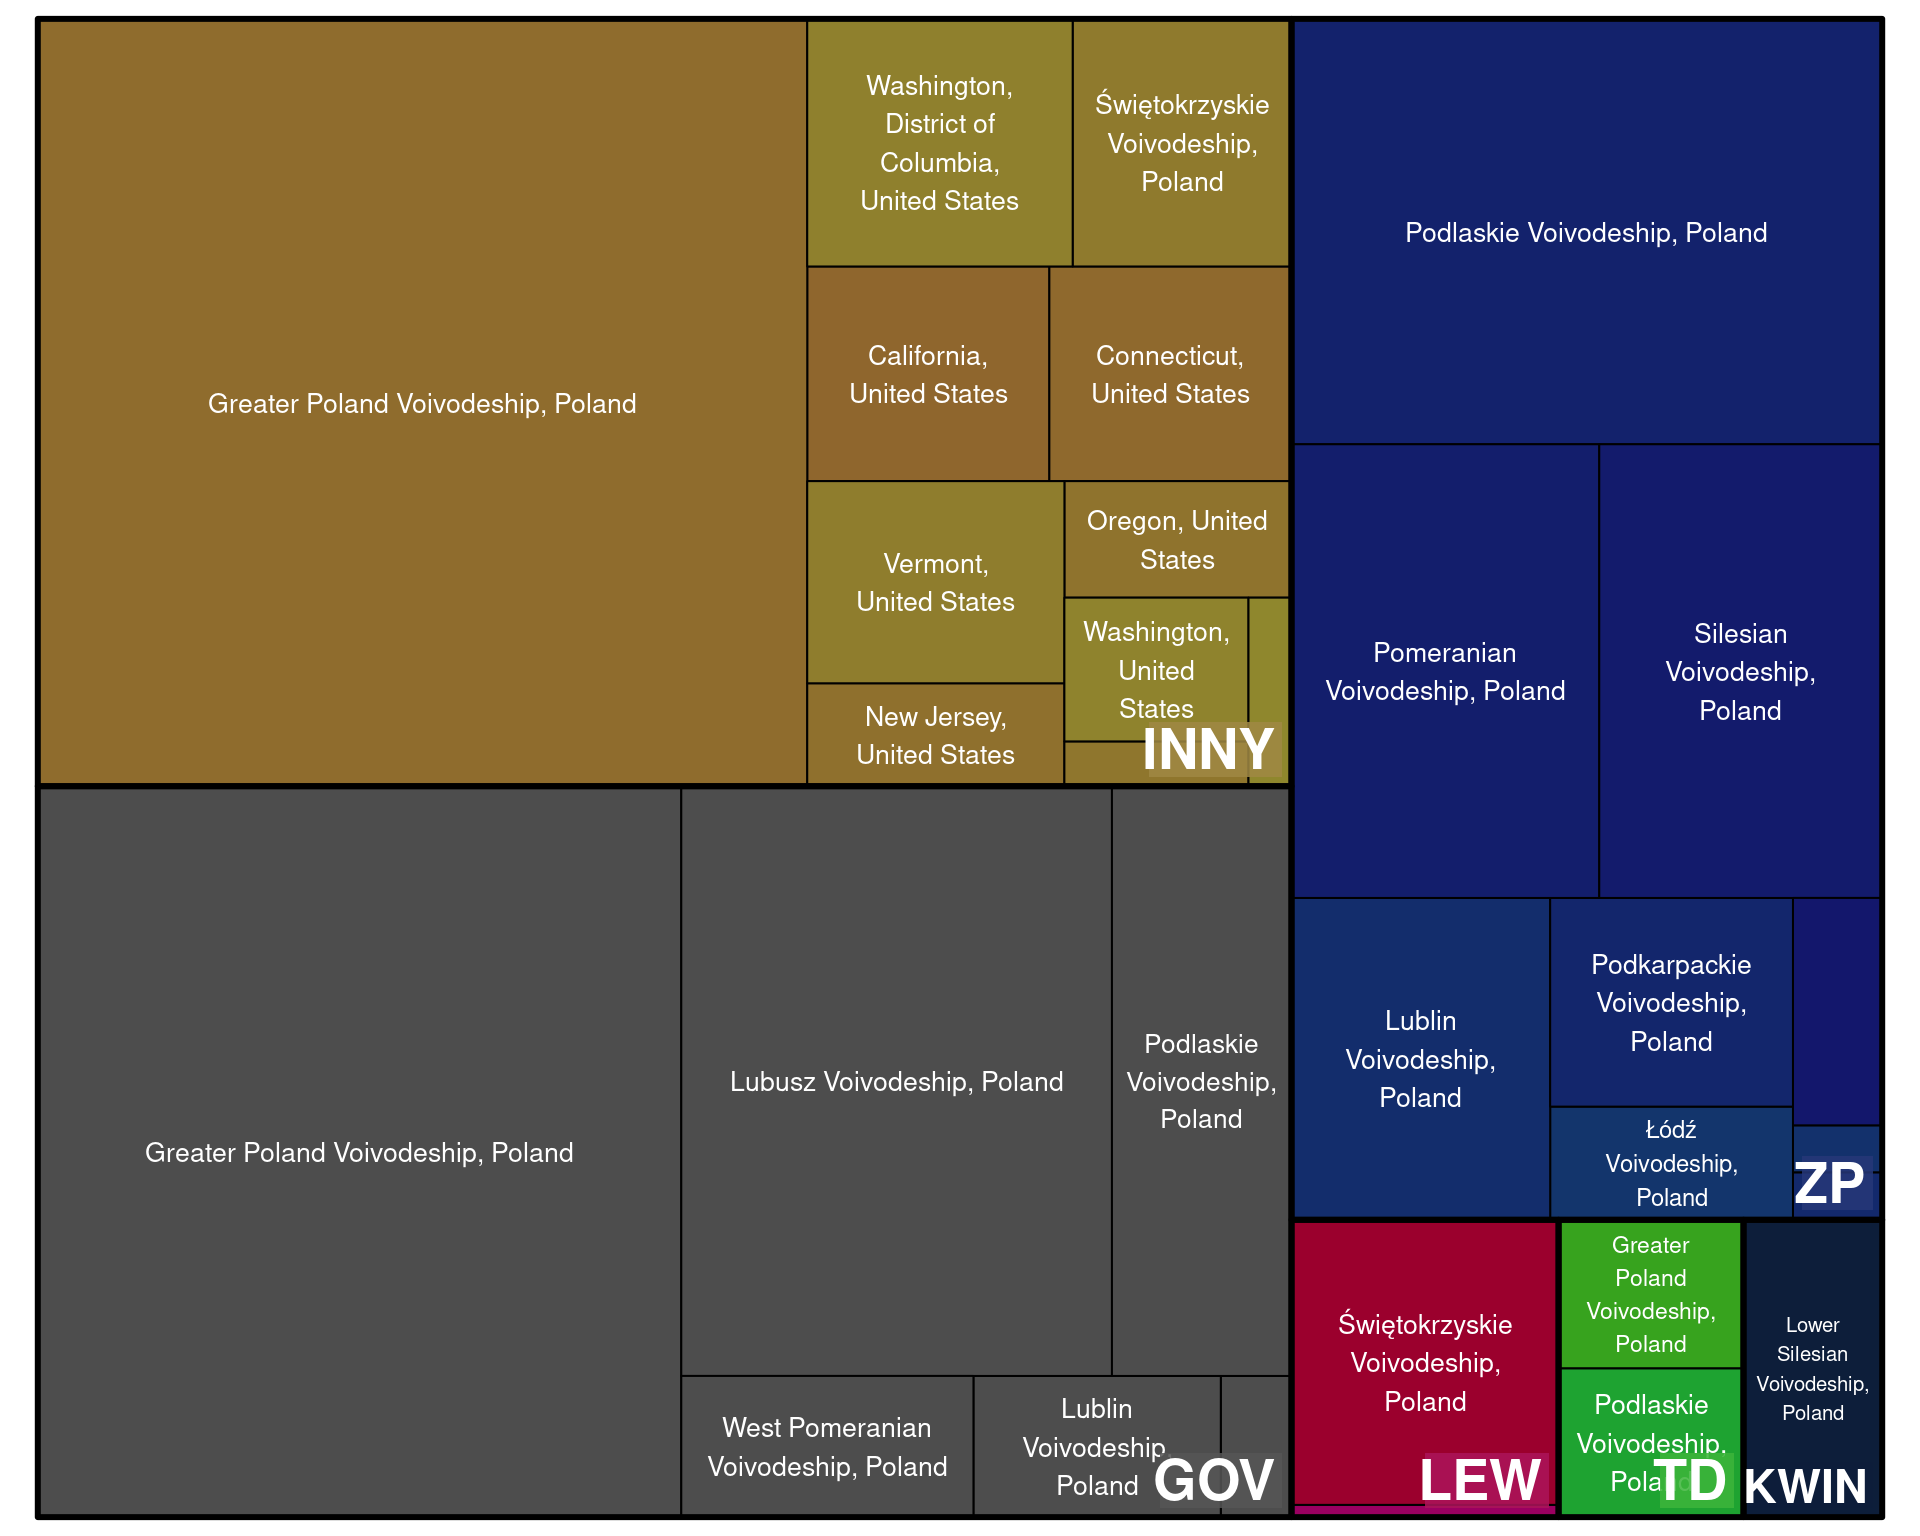 Greater Poland Voivodeship, Poland
Washington,
District of
Columbia,
United States
Świętokrzyskie
Voivodeship,
Poland
California,
United States
Connecticut,
United States
Vermont,
United States
Oregon, United
States
Washington,
United
States
New Jersey,
United States
INNY
Greater Poland Voivodeship, Poland
Lubusz Voivodeship, Poland
Podlaskie
Voivodeship,
Poland
West Pomeranian
Voivodeship, Poland
Lublin
Voivodeship,
Poland
GOV
Podlaskie Voivodeship, Poland
Pomeranian
Voivodeship, Poland
Silesian
Voivodeship,
Poland
Lublin
Voivodeship,
Poland
Podkarpackie
Voivodeship,
Poland
Łódź
Voivodeship,
Poland
ZP
Świętokrzyskie
Voivodeship,
Poland
LEW
Greater
Poland
Voivodeship,
Poland
Podlaskie
Voivodeship,
Poland
TD
Lower
Silesian
Voivodeship,
Poland
KWIN